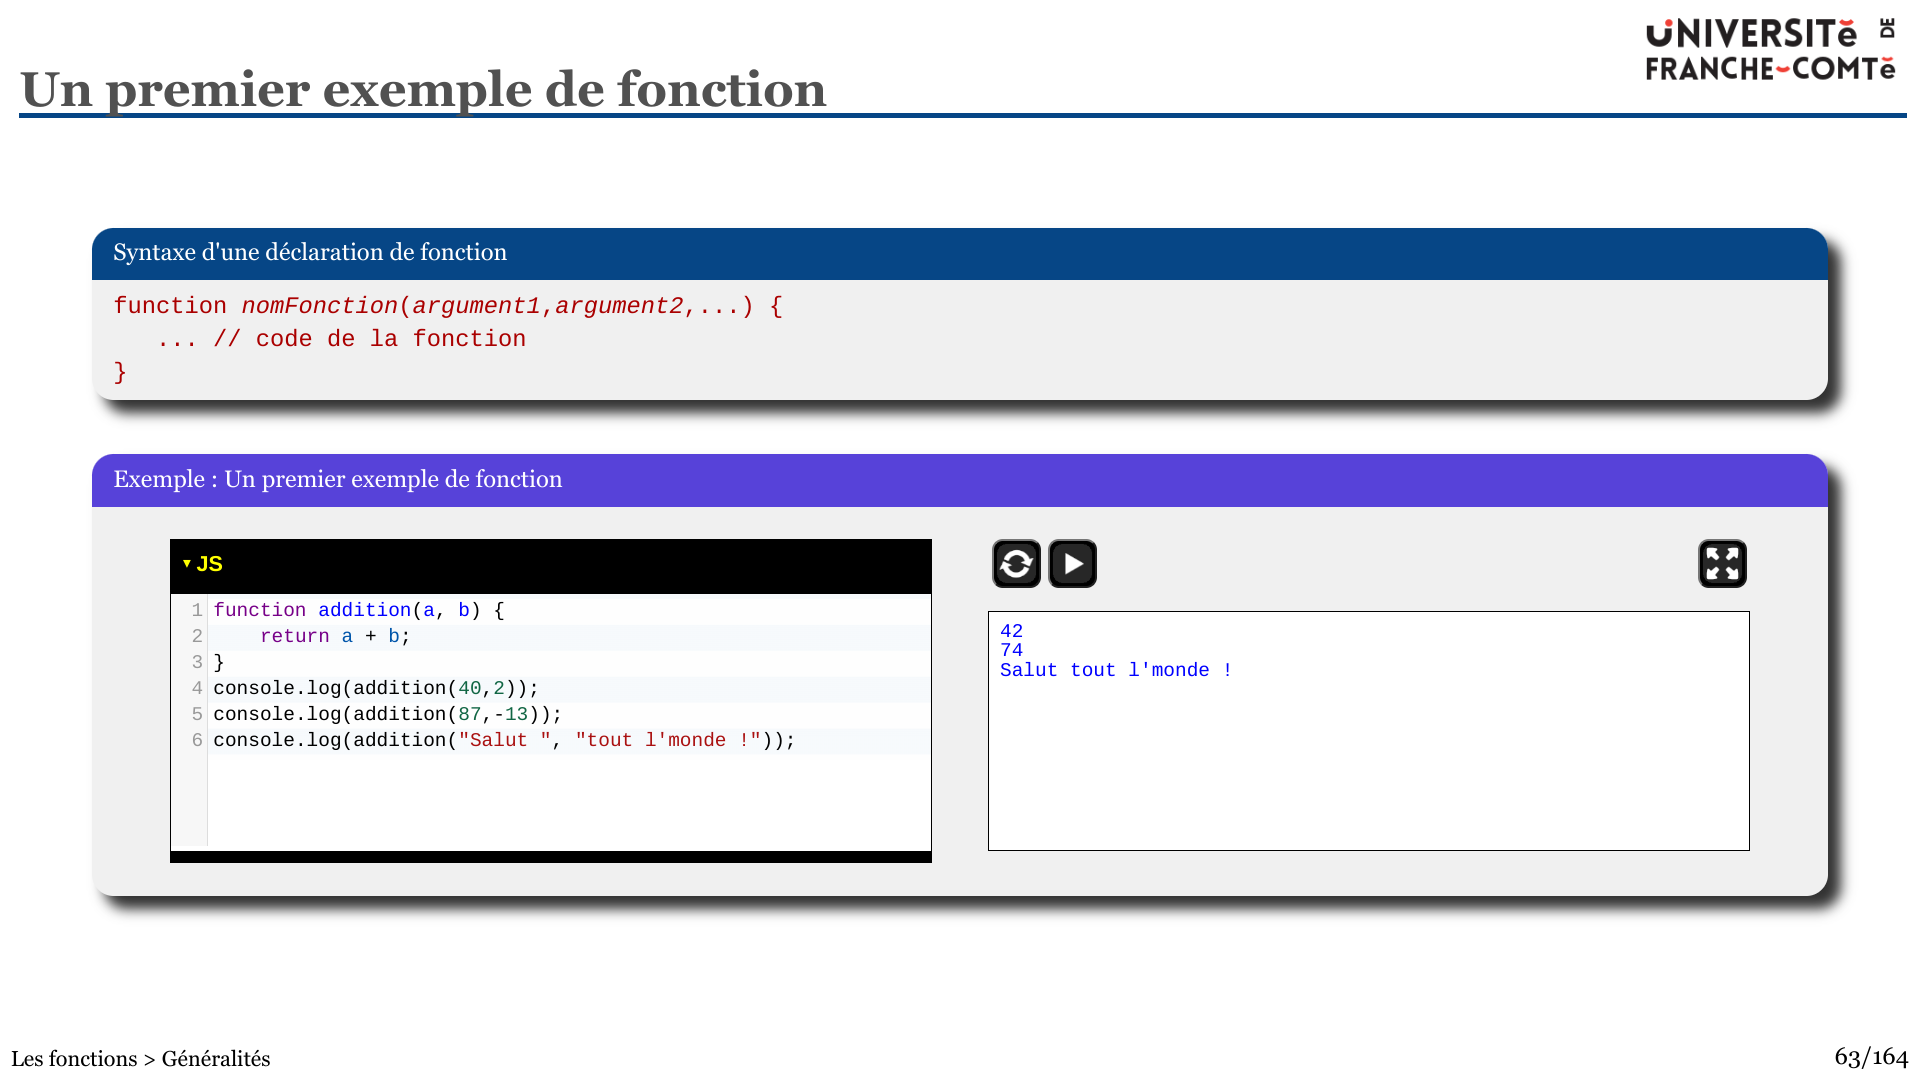 UNIVERSITÉ DE
FRANCHE-COMTÉ
Un premier exemple de fonction
Syntaxe d'une déclaration de fonction
function nomFonction(argument1,argument2,...) {
   ... // code de la fonction
}
Exemple : Un premier exemple de fonction
▾ JS
1 function addition(a, b) {
2     return a + b;
3 }
4 console.log(addition(40,2));
5 console.log(addition(87,-13));
6 console.log(addition("Salut ", "tout l'monde !"));
42
74
Salut tout l'monde !
Les fonctions > Généralités
63/164